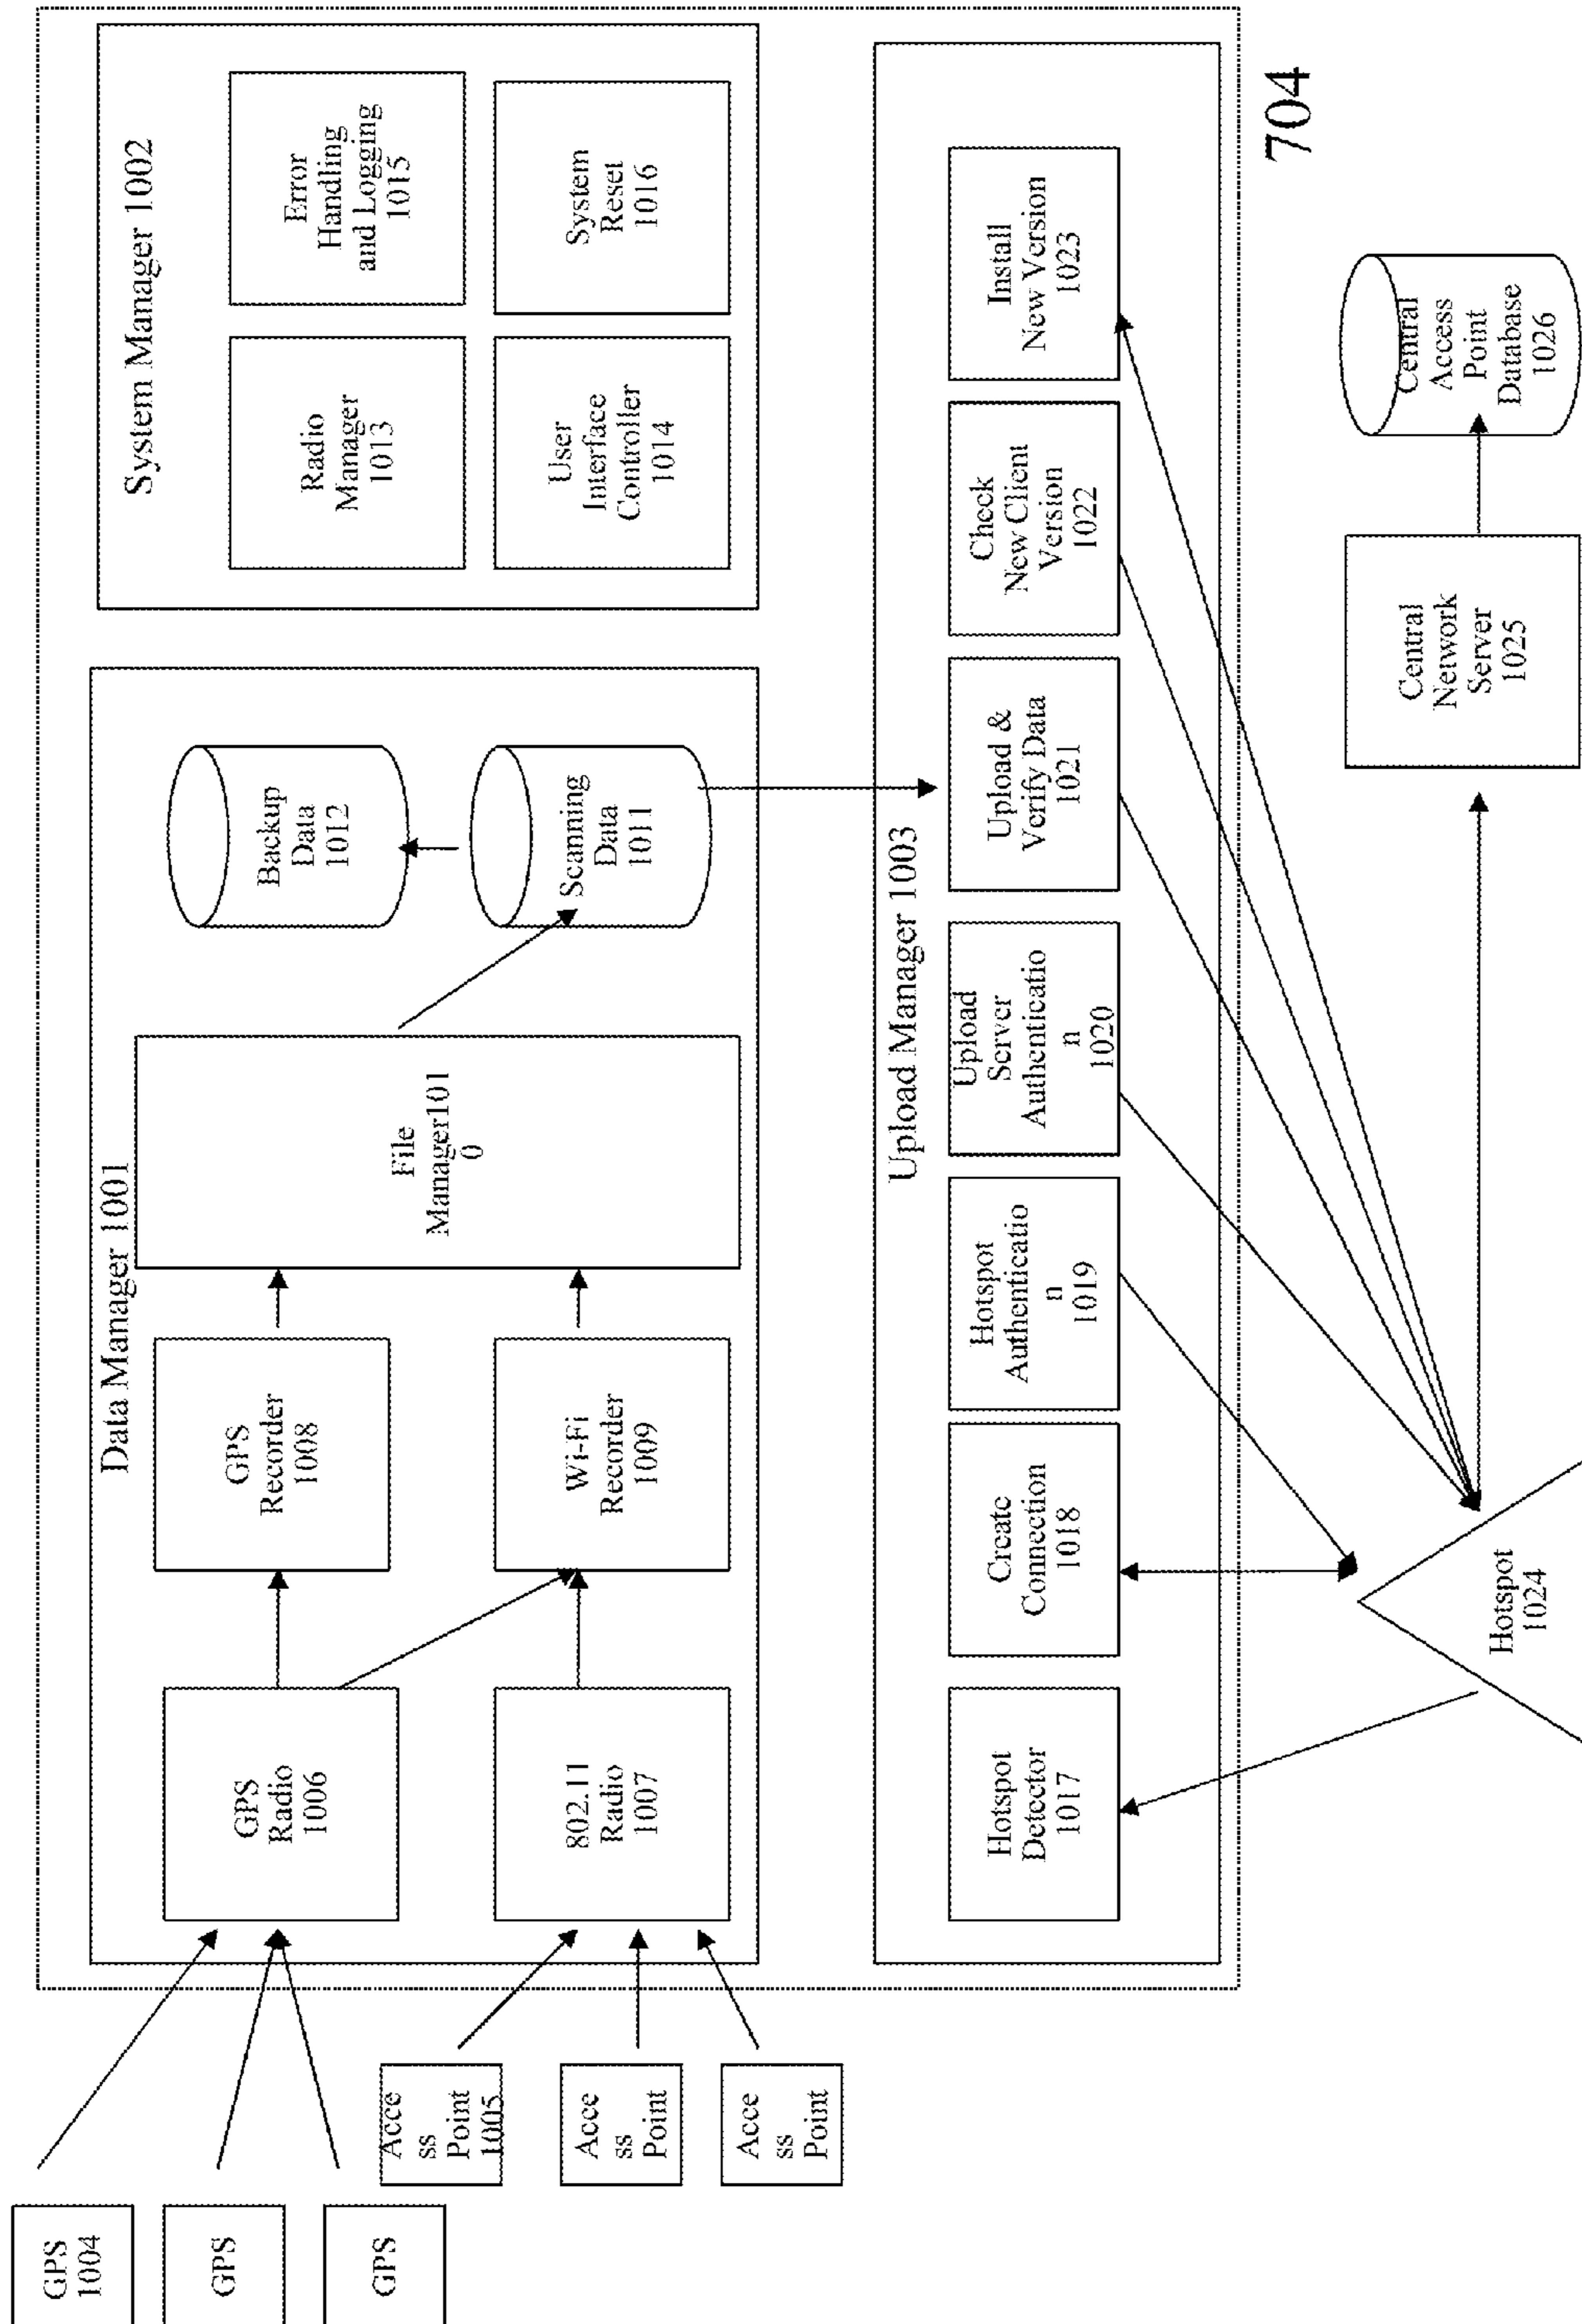 Data Manager 1001
System Manager 1002
GPS
1004
GPS
GPS
Acce
ss
Point
1005
Acce
ss
Point
Acce
ss
Point
GPS
Radio
1006
802.11
Radio
1007
GPS
Recorder
1008
Wi-Fi
Recorder
1009
File
Manager101
0
Backup
Data
1012
Scanning
Data
1011
Radio
Manager
1013
Error
Handling
and Logging
1015
User
Interface
Controller
1014
System
Reset
1016
Upload Manager 1003
Hotspot
Detector
1017
Create
Connection
1018
Hotspot
Authenticatio
n
1019
Upload
Server
Authenticatio
n
1020
Upload &
Verify Data
1021
Check
New Client
Version
1022
Install
New Version
1023
704
Hotspot
1024
Central
Network
Server
1025
Central
Access
Point
Database
1026